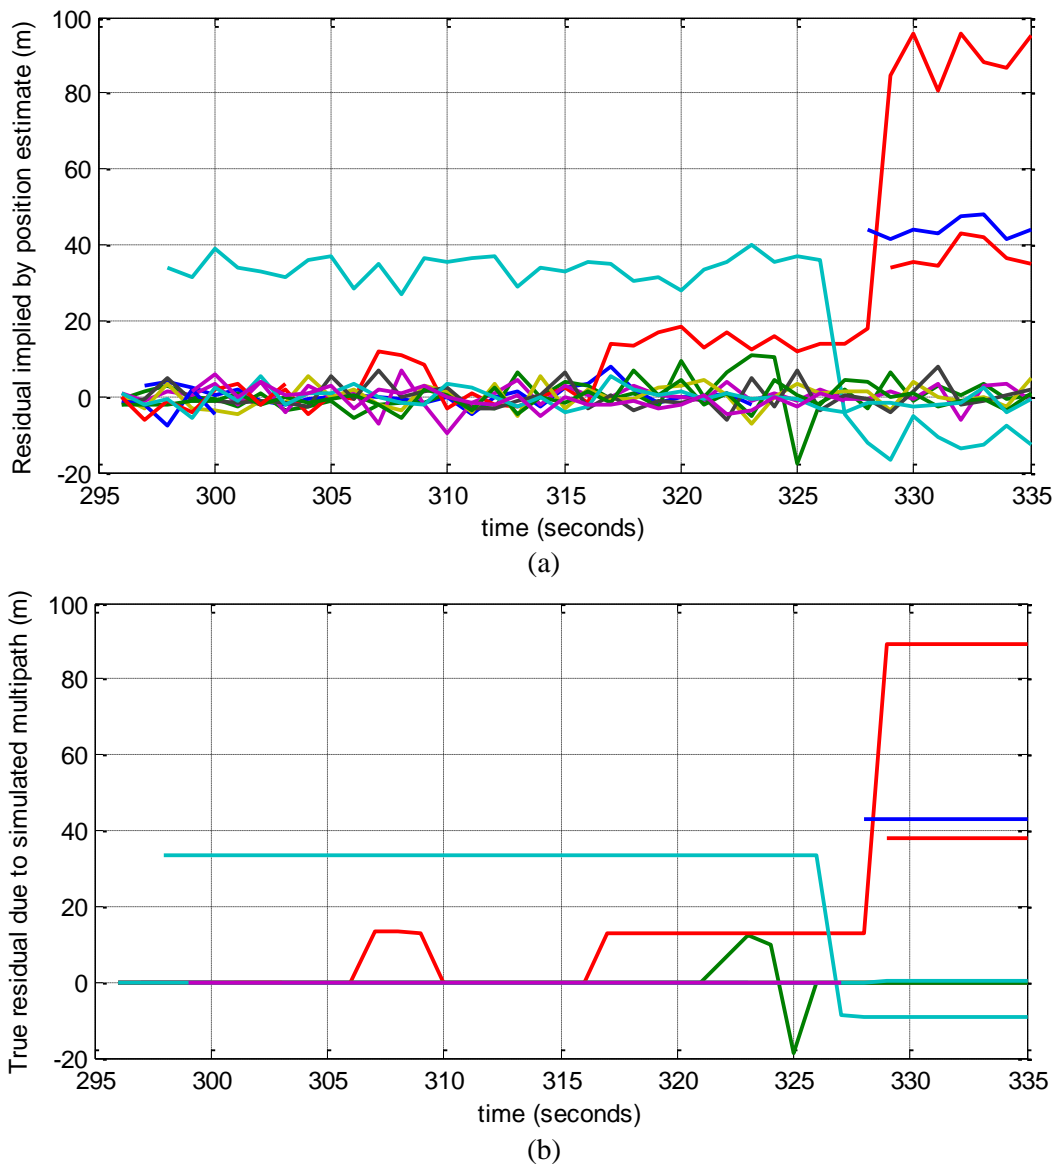 Residual implied by position estimate (m)
100
80
60
40
20
0
-20
295 300 305 310 315 320 325 330 335
time (seconds)
(a)
True residual due to simulated multipath (m)
100
80
60
40
20
0
-20
295 300 305 310 315 320 325 330 335
time (seconds)
(b)